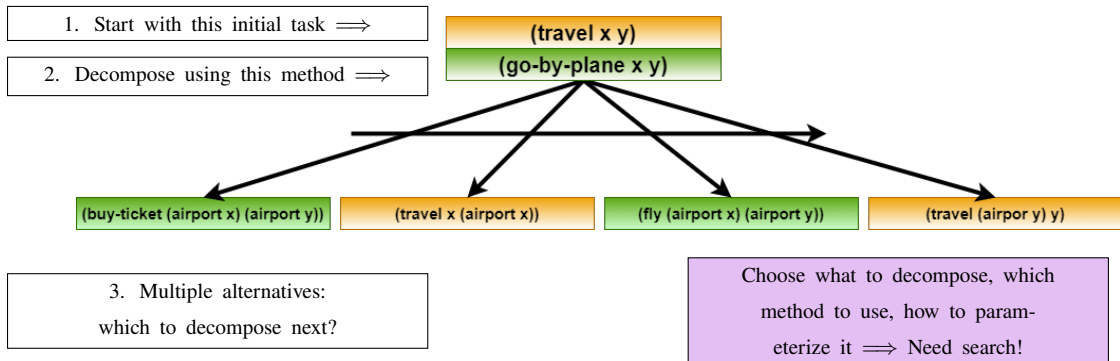 1. Start with this initial task ⟹
(travel x y)
2. Decompose using this method ⟹
(go-by-plane x y)
(buy-ticket (airport x) (airport y))
(travel x (airport x))
(fly (airport x) (airport y))
(travel (airpor y) y)
3. Multiple alternatives:
which to decompose next?
Choose what to decompose, which
method to use, how to param-
eterize it ⟹ Need search!